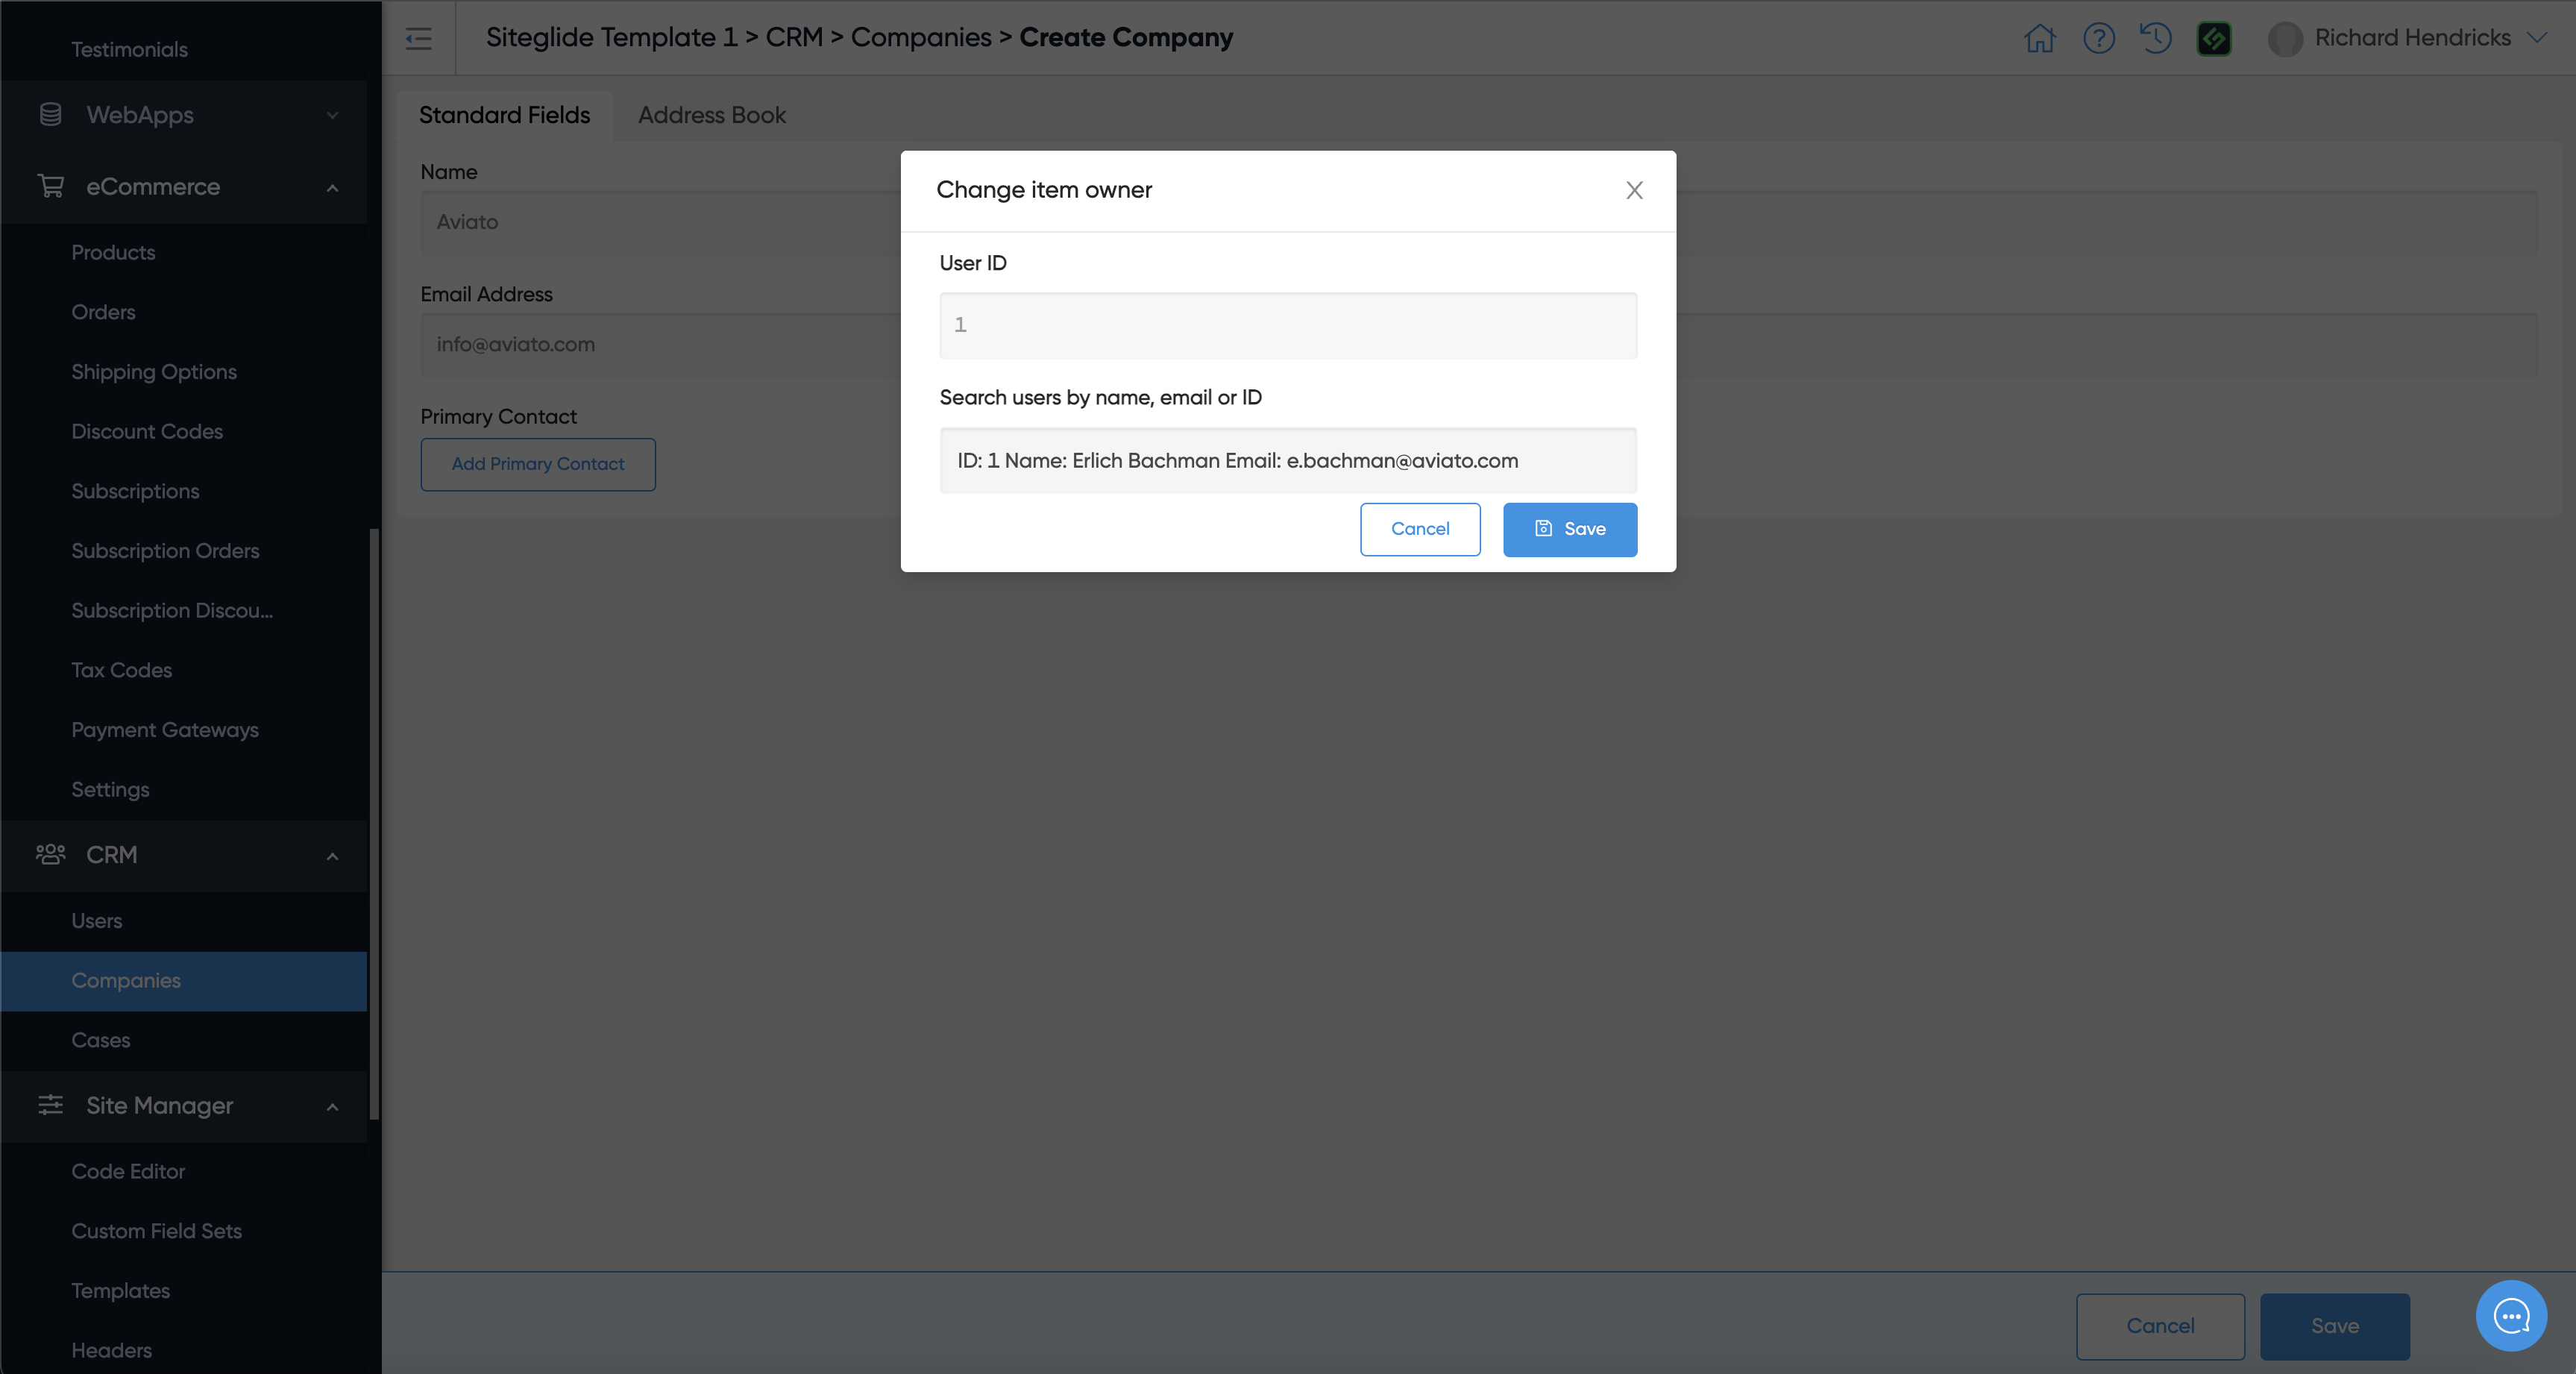 Testimonials
WebApps
eCommerce
Products
Orders
Shipping Options
Discount Codes
Subscriptions
Subscription Orders
Subscription Discou...
Tax Codes
Payment Gateways
Settings
CRM
Users
Companies
Cases
Site Manager
Code Editor
Custom Field Sets
Templates
Headers
Siteglide Template 1 > CRM > Companies > Create Company
Richard Hendricks
Standard Fields
Address Book
Name
Aviato
Email Address
info@aviato.com
Primary Contact
Add Primary Contact
Change item owner
User ID
1
Search users by name, email or ID
ID: 1 Name: Erlich Bachman Email: e.bachman@aviato.com
Cancel
Save
Cancel
Save